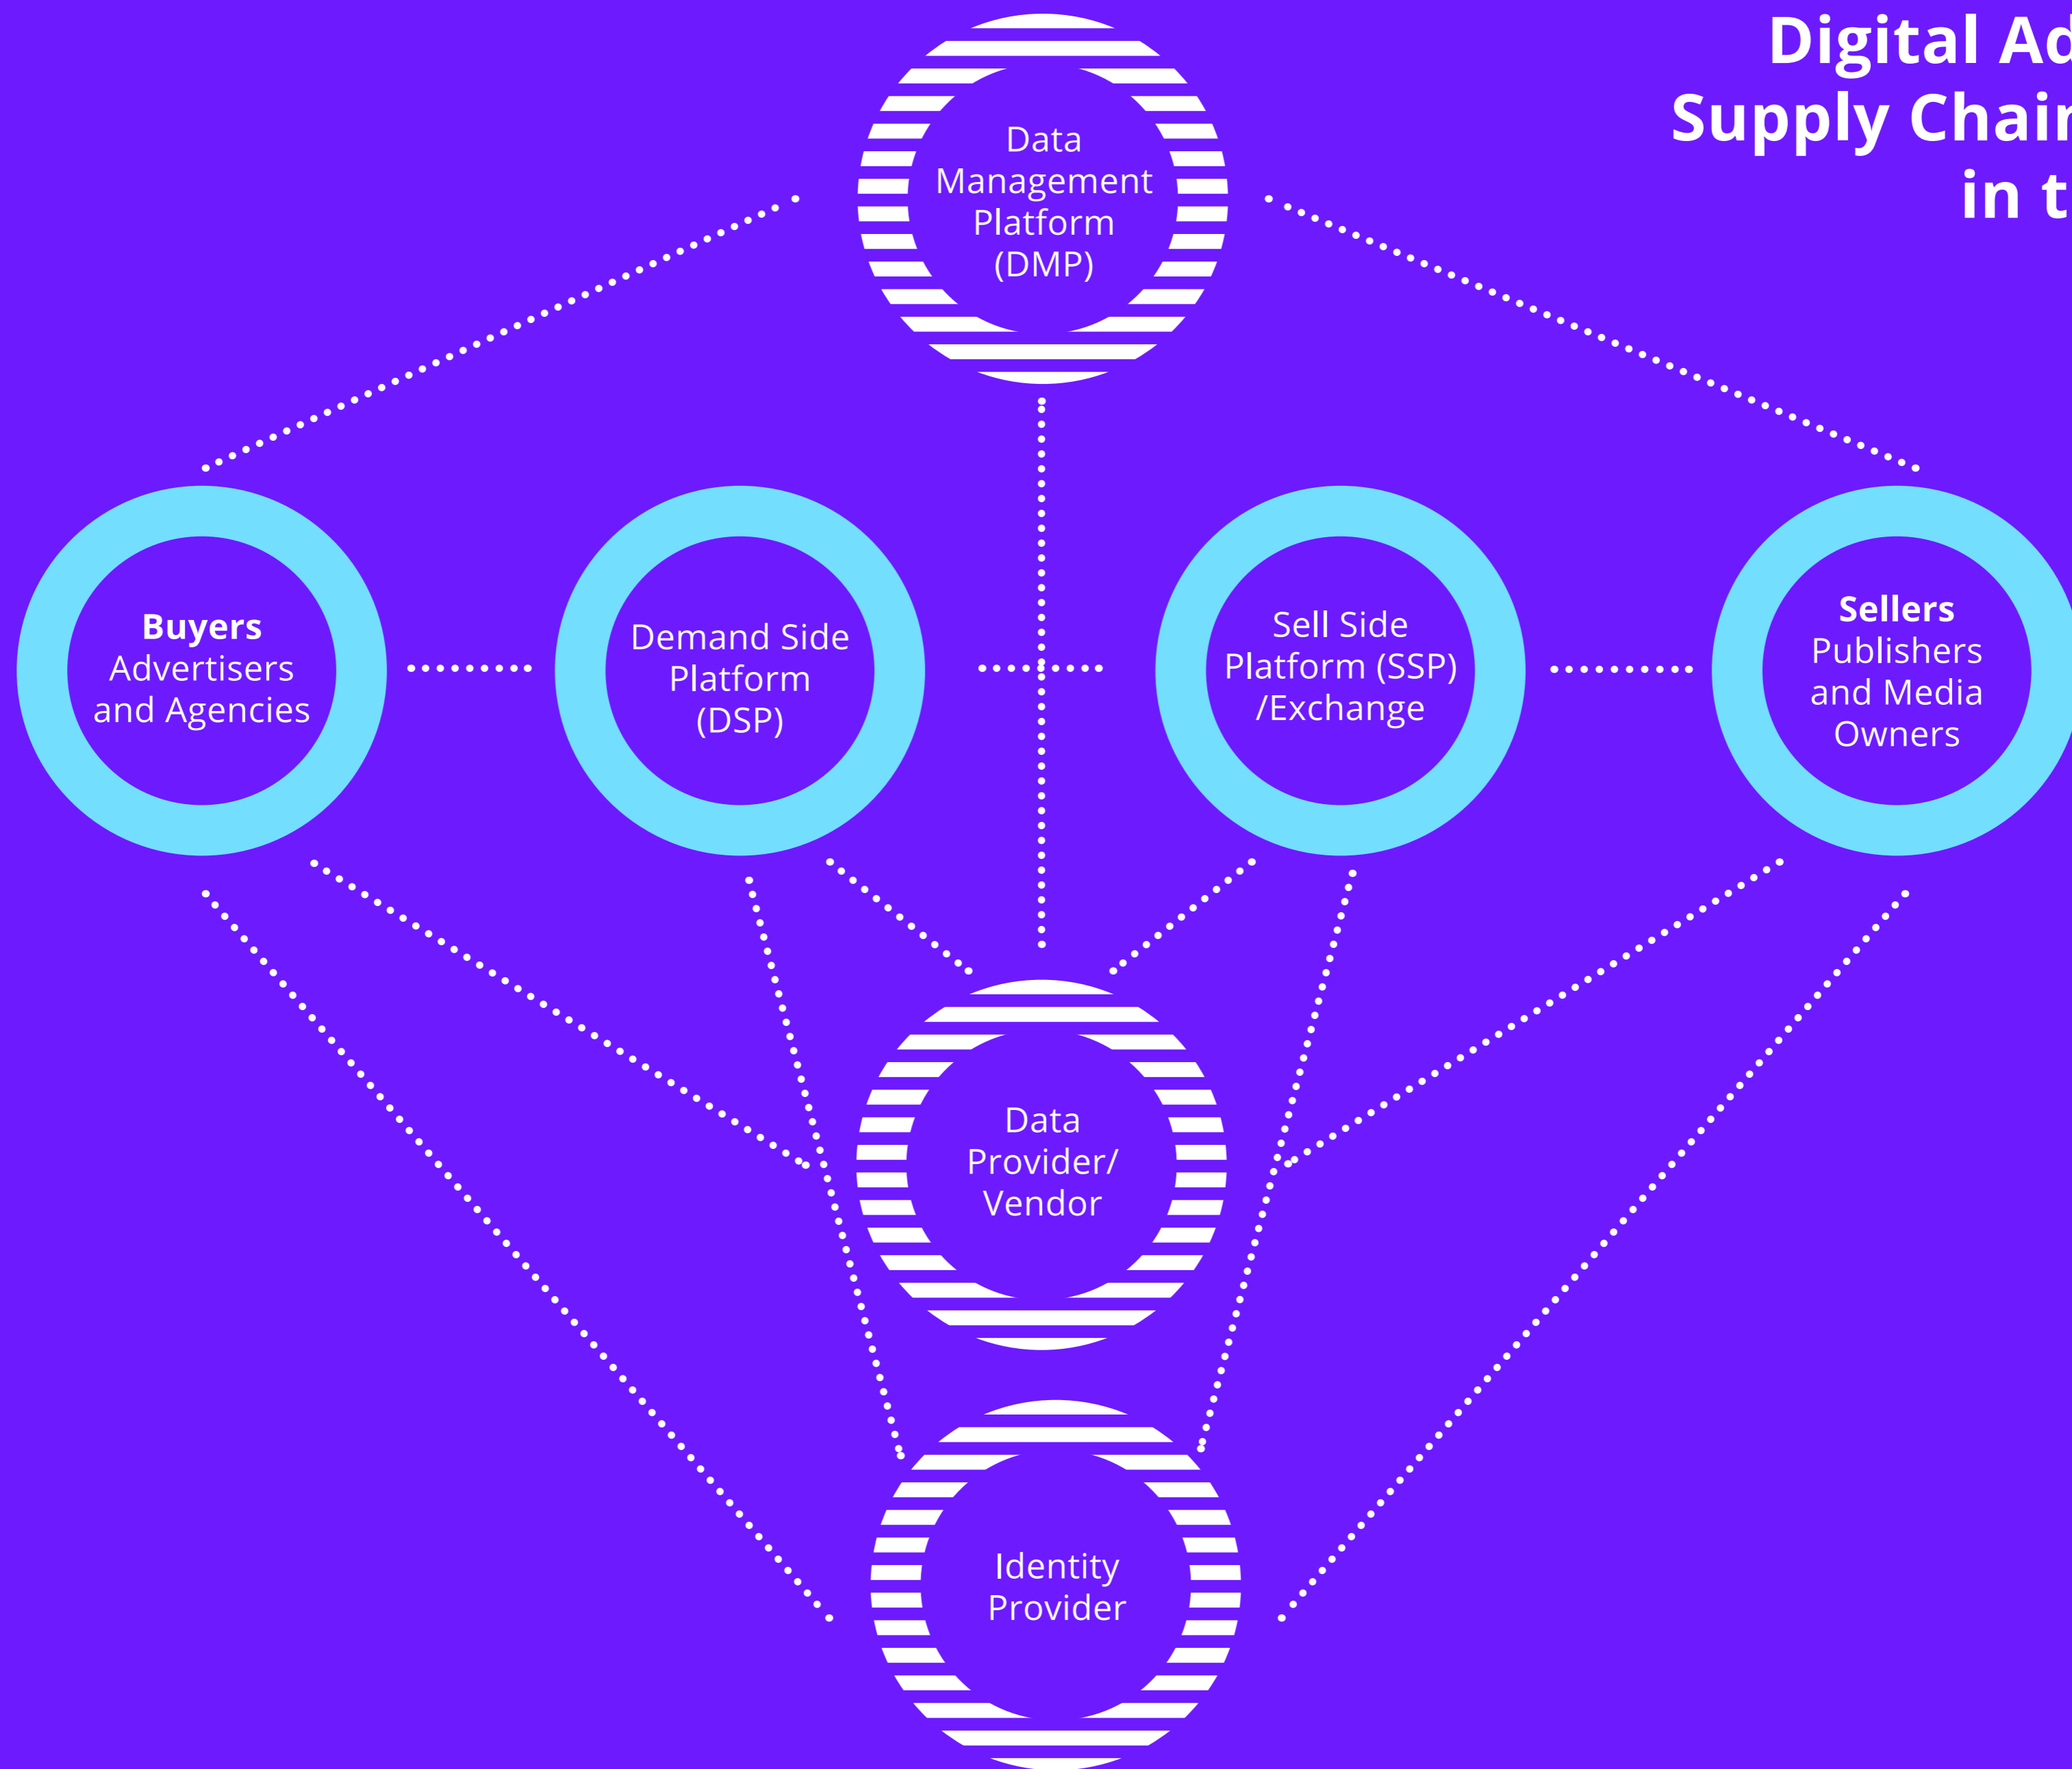 Digital Ad
Supply Chain
in t
Data
Management
Platform
(DMP)
Buyers
Advertisers
and Agencies
Demand Side
Platform
(DSP)
Sell Side
Platform (SSP)
/Exchange
Sellers
Publishers
and Media
Owners
Data
Provider/
Vendor
Identity
Provider